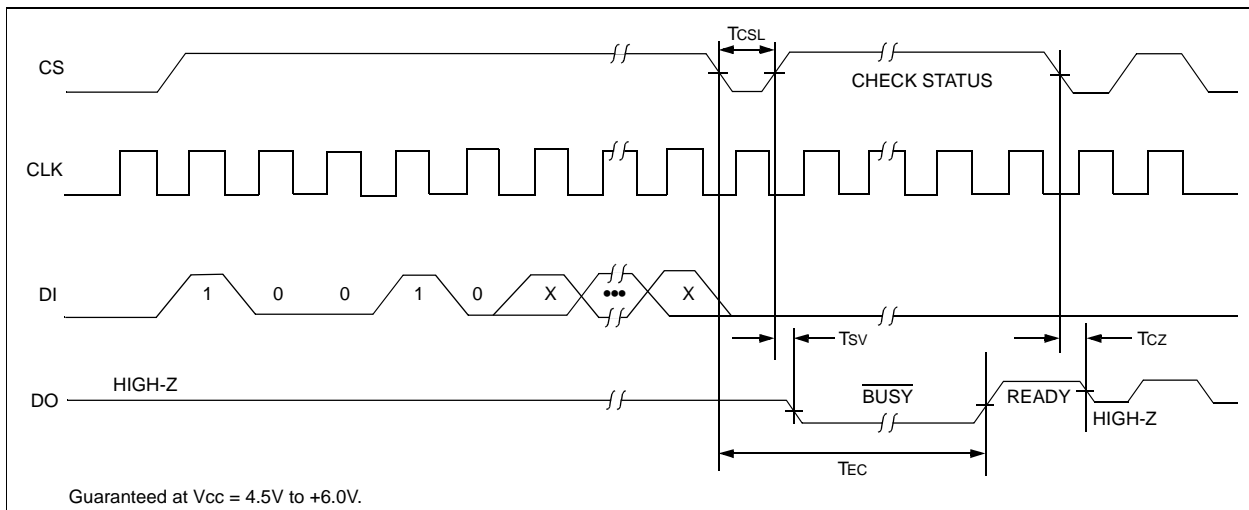 TCSL
CS
CHECK STATUS
CLK
DI
1 0 0 1 0 X ••• X
TSV
TCZ
HIGH-Z
DO
BUSY
READY
HIGH-Z
TEC
Guaranteed at Vcc = 4.5V to +6.0V.